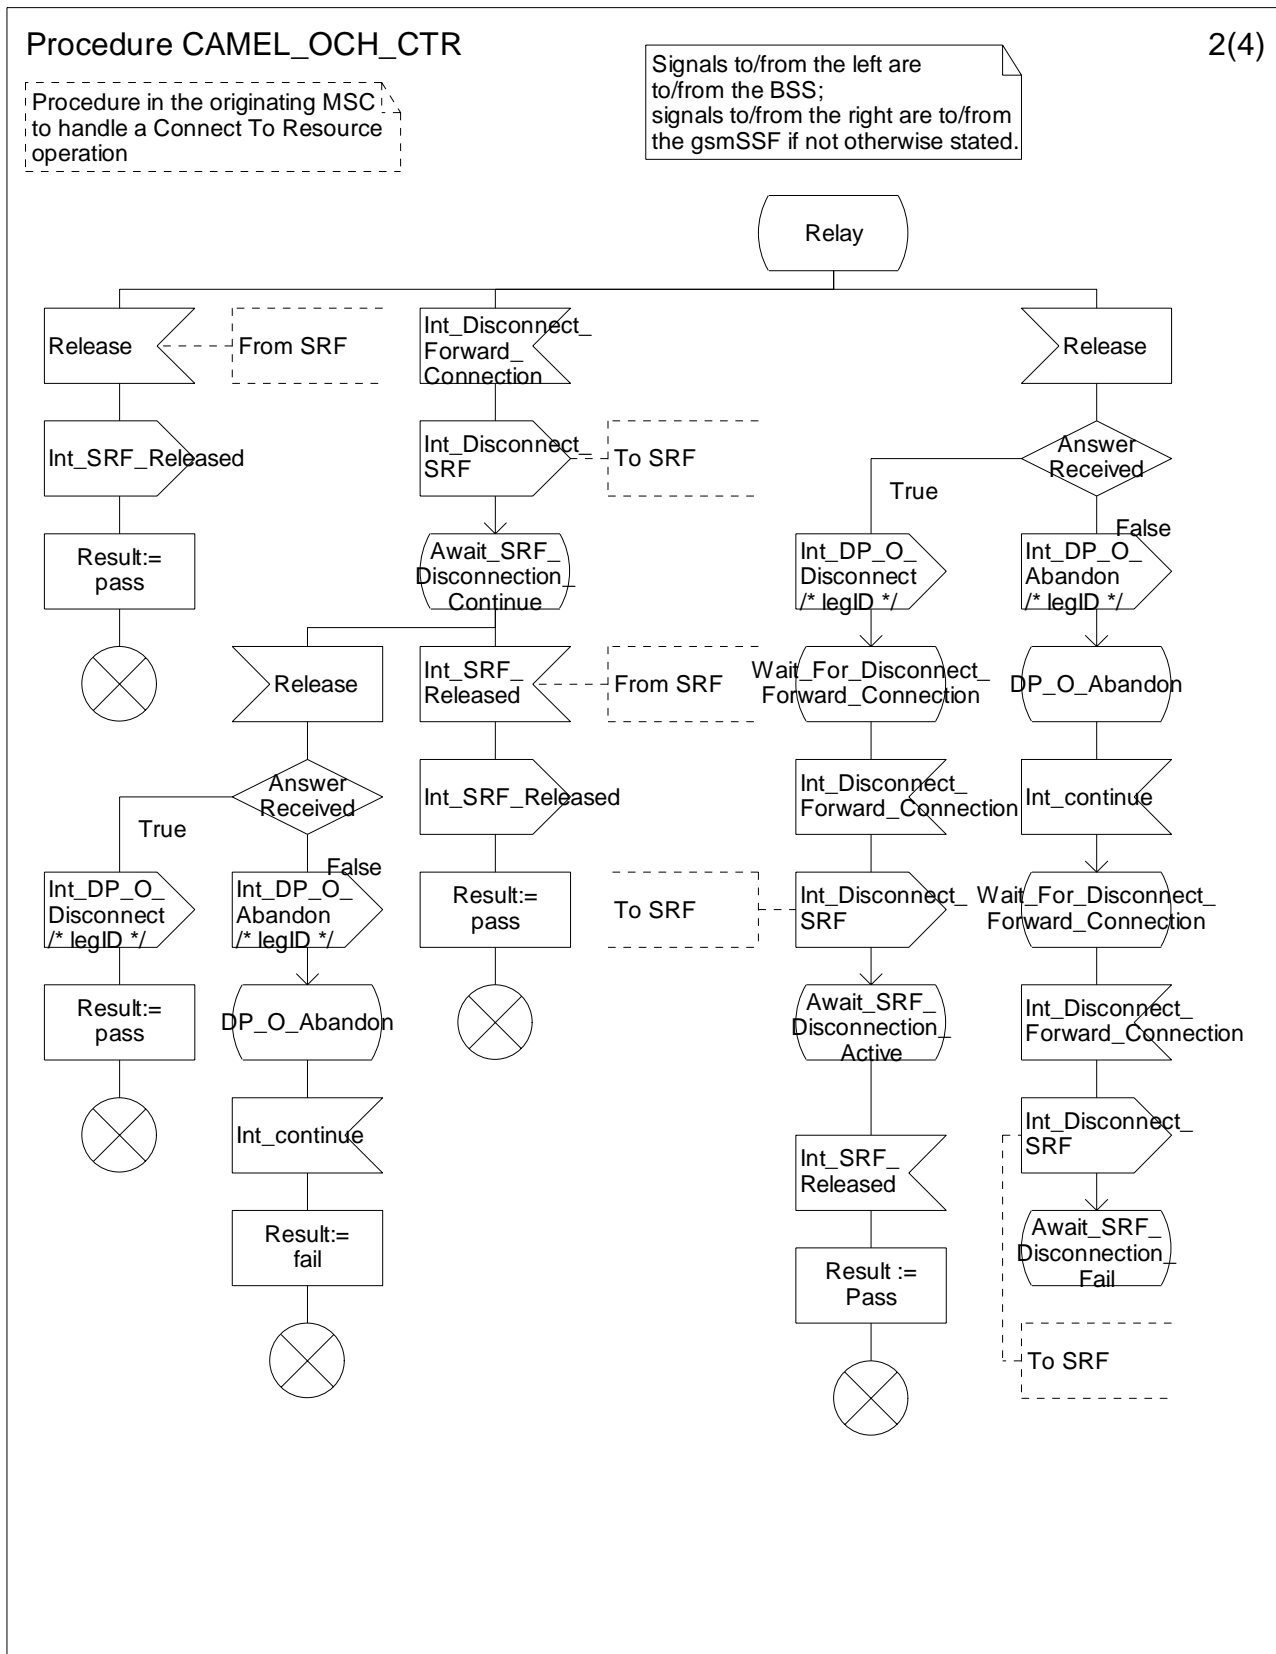 Procedure CAMEL_OCH_CTR
2(4)
Procedure in the originating MSC
to handle a Connect To Resource
operation
Signals to/from the left are
to/from the BSS;
signals to/from the right are to/from
the gsmSSF if not otherwise stated.
Relay
Release
From SRF
Int_Disconnect_
Forward_
Connection
Release
Int_SRF_Released
Int_Disconnect_
SRF
To SRF
Answer
Received
True
False
Result:=
pass
Await_SRF_
Disconnection_
Continue
Int_DP_O_
Disconnect
/* legID */
Int_DP_O_
Abandon
/* legID */
Release
Int_SRF_
Released
From SRF
Wait_For_Disconnect_
Forward_Connection
DP_O_Abandon
Answer
Received
True
False
Int_SRF_Released
Int_Disconnect_
Forward_Connection
Int_continue
Int_DP_O_
Disconnect
/* legID */
Int_DP_O_
Abandon
/* legID */
Result:=
pass
To SRF
Int_Disconnect_
SRF
Wait_For_Disconnect_
Forward_Connection
Result:=
pass
DP_O_Abandon
Await_SRF_
Disconnection_
Active
Int_Disconnect_
Forward_Connection
Int_continue
Int_SRF_
Released
Int_Disconnect_
SRF
Result:=
fail
Result :=
Pass
Await_SRF_
Disconnection_
Fail
To SRF